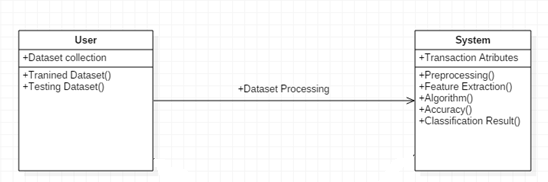 User
+Dataset collection
+Tranined Dataset()
+Testing Dataset()
+Dataset Processing
System
+Transaction Atributes
+Preprocessing()
+Feature Extraction()
+Algorithm()
+Accuracy()
+Classification Result()